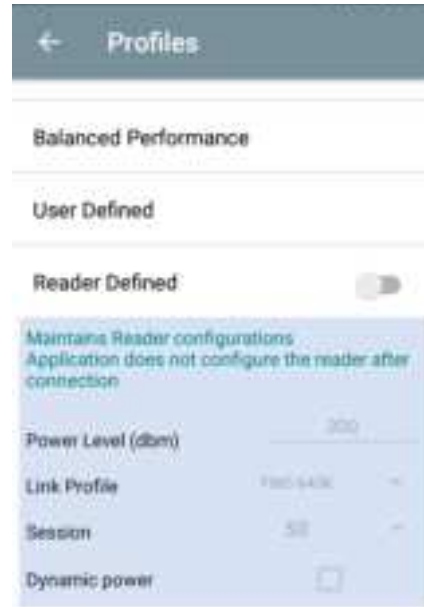 Profiles
Balanced Performance
User Defined
Reader Defined
Maintains Reader configurations
Application does not configure the reader after
connection
Power Level (dbm) 300
Link Profile
Session
Dynamic power